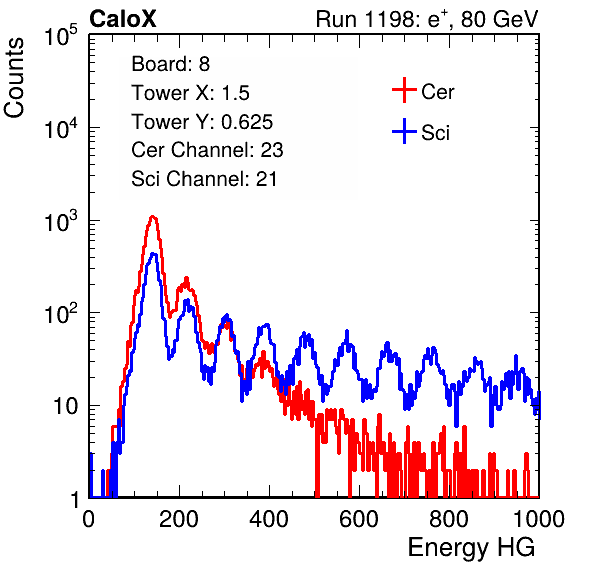 CaloX Run 1198: e⁺, 80 GeV
Counts
10⁵
10⁴
10³
10²
10
1
Board: 8
Tower X: 1.5
Tower Y: 0.625
Cer Channel: 23
Sci Channel: 21
Cer
Sci
0 200 400 600 800 1000
Energy HG